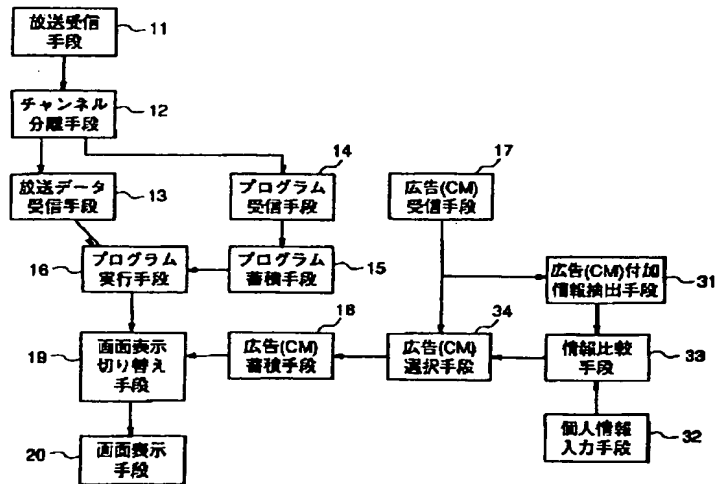 放送受信
手段
11
チャンネル
分離手段
12
放送データ
受信手段
13
プログラム
受信手段
14
広告(CM)
受信手段
17
16
プログラム
実行手段
プログラム
蓄積手段
15
広告(CM)付加
情報抽出手段
31
19
画面表示
切り替え
手段
広告(CM)
蓄積手段
18
広告(CM)
選択手段
34
情報比較
手段
33
20
画面表示
手段
個人情報
入力手段
32